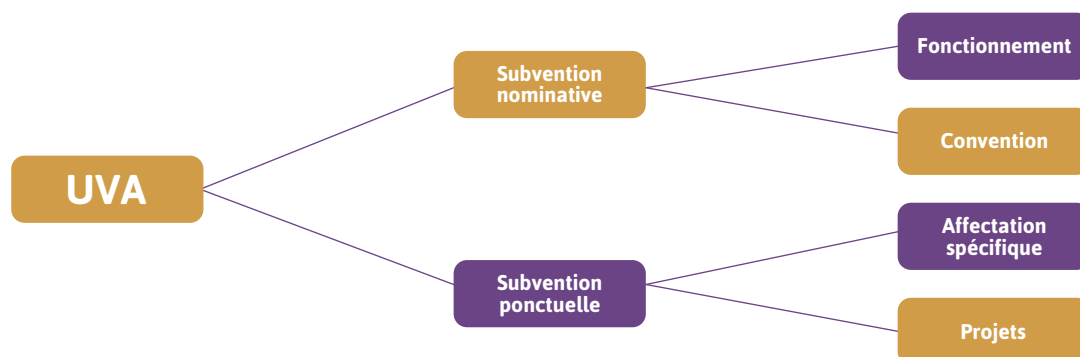 UVA
Subvention
nominative
Fonctionnement
Convention
Subvention
ponctuelle
Affectation
spécifique
Projets